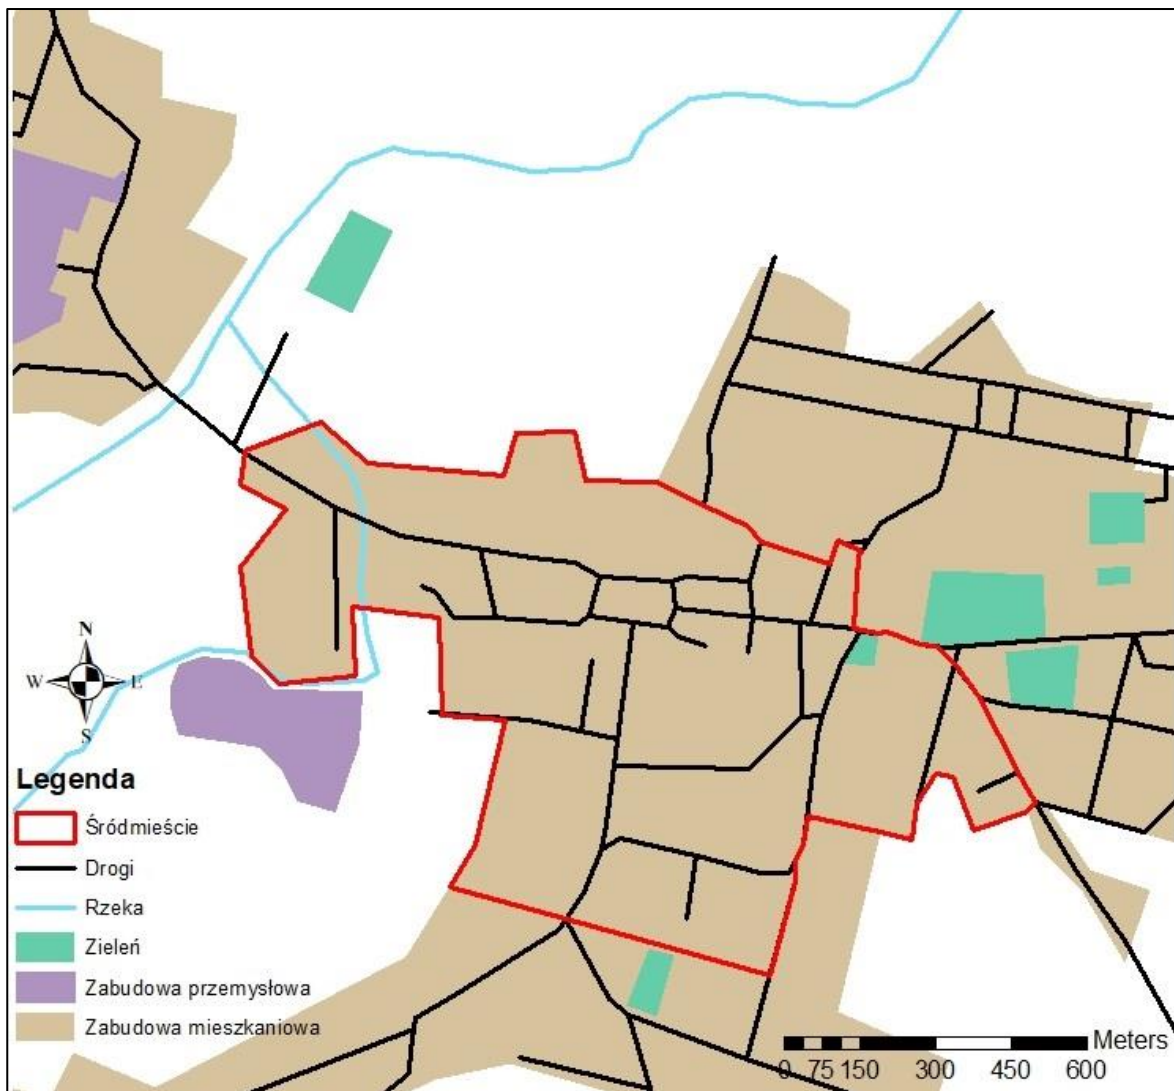 N
W E
S
Legenda
Śródmieście
Drogi
Rzeka
Zieleń
Zabudowa przemysłowa
Zabudowa mieszkaniowa
Meters
0 75 150 300 450 600